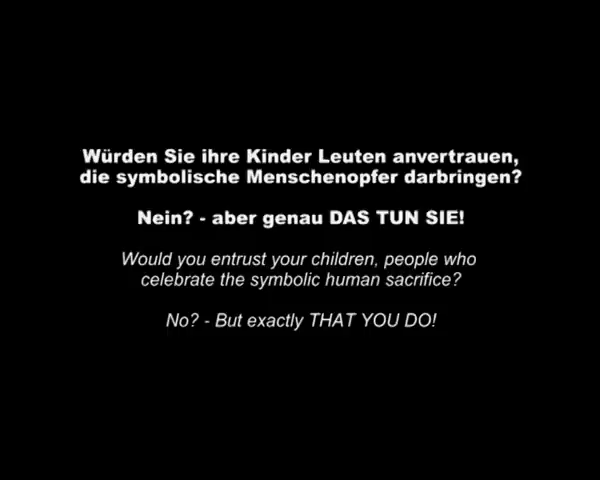 Würden Sie ihre Kinder Leuten anvertrauen,
die symbolische Menschenopfer darbringen?
Nein? - aber genau DAS TUN SIE!
Would you entrust your children, people who
celebrate the symbolic human sacrifice?
No? - But exactly THAT YOU DO!